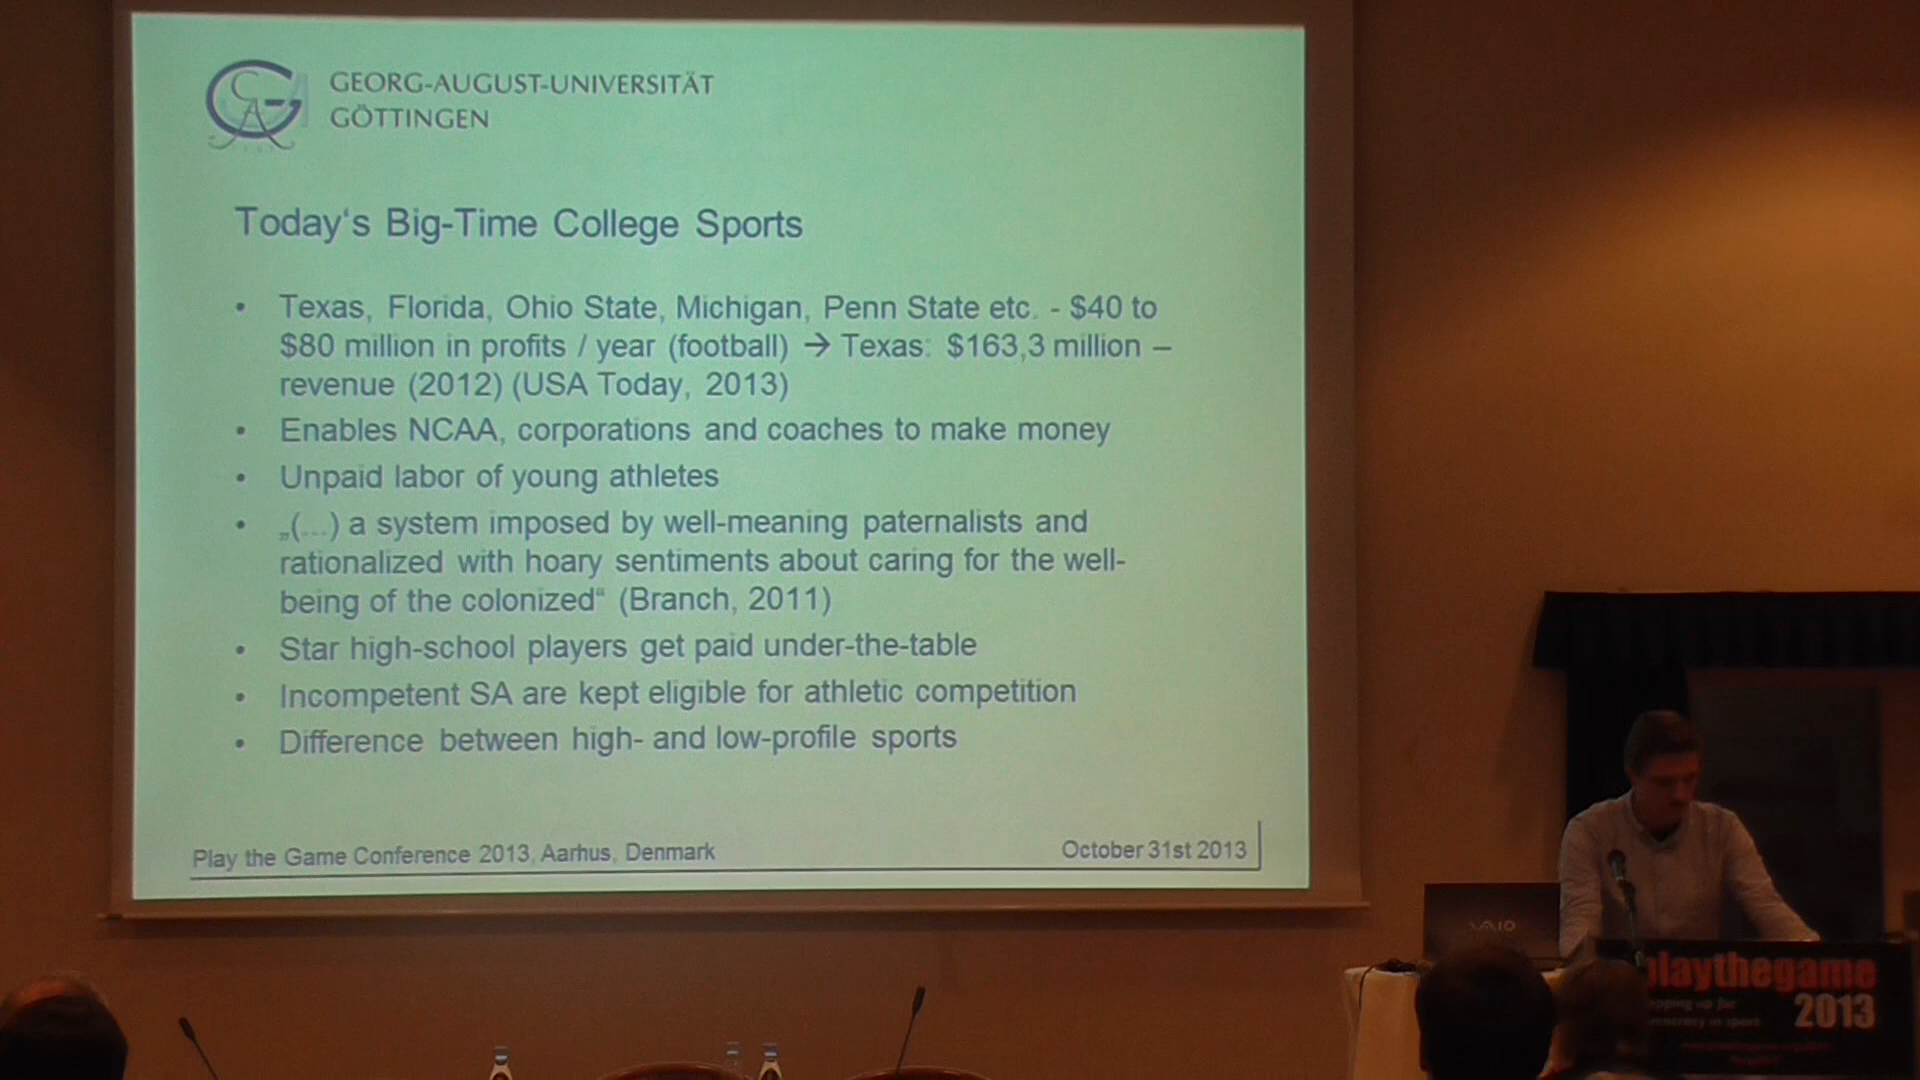 GEORG-AUGUST-UNIVERSITÄT
GÖTTINGEN
Today‘s Big-Time College Sports
• Texas, Florida, Ohio State, Michigan, Penn State etc. - $40 to
$80 million in profits / year (football) → Texas: $163,3 million –
revenue (2012) (USA Today, 2013)
• Enables NCAA, corporations and coaches to make money
• Unpaid labor of young athletes
• „(...) a system imposed by well-meaning paternalists and
rationalized with hoary sentiments about caring for the well-
being of the colonized“ (Branch, 2011)
• Star high-school players get paid under-the-table
• Incompetent SA are kept eligible for athletic competition
• Difference between high- and low-profile sports
Play the Game Conference 2013, Aarhus, Denmark
October 31st 2013
VAIO
playthegame
2013